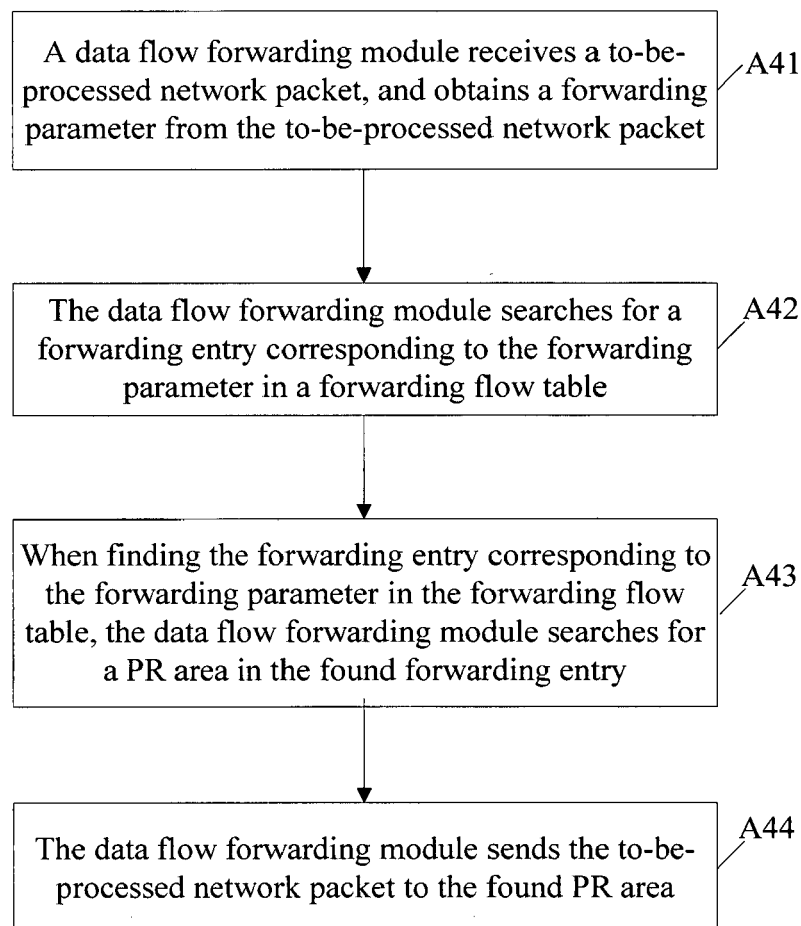 A data flow forwarding module receives a to-be-
processed network packet, and obtains a forwarding
parameter from the to-be-processed network packet
A41
The data flow forwarding module searches for a
forwarding entry corresponding to the forwarding
parameter in a forwarding flow table
A42
When finding the forwarding entry corresponding to
the forwarding parameter in the forwarding flow
table, the data flow forwarding module searches for
a PR area in the found forwarding entry
A43
The data flow forwarding module sends the to-be-
processed network packet to the found PR area
A44